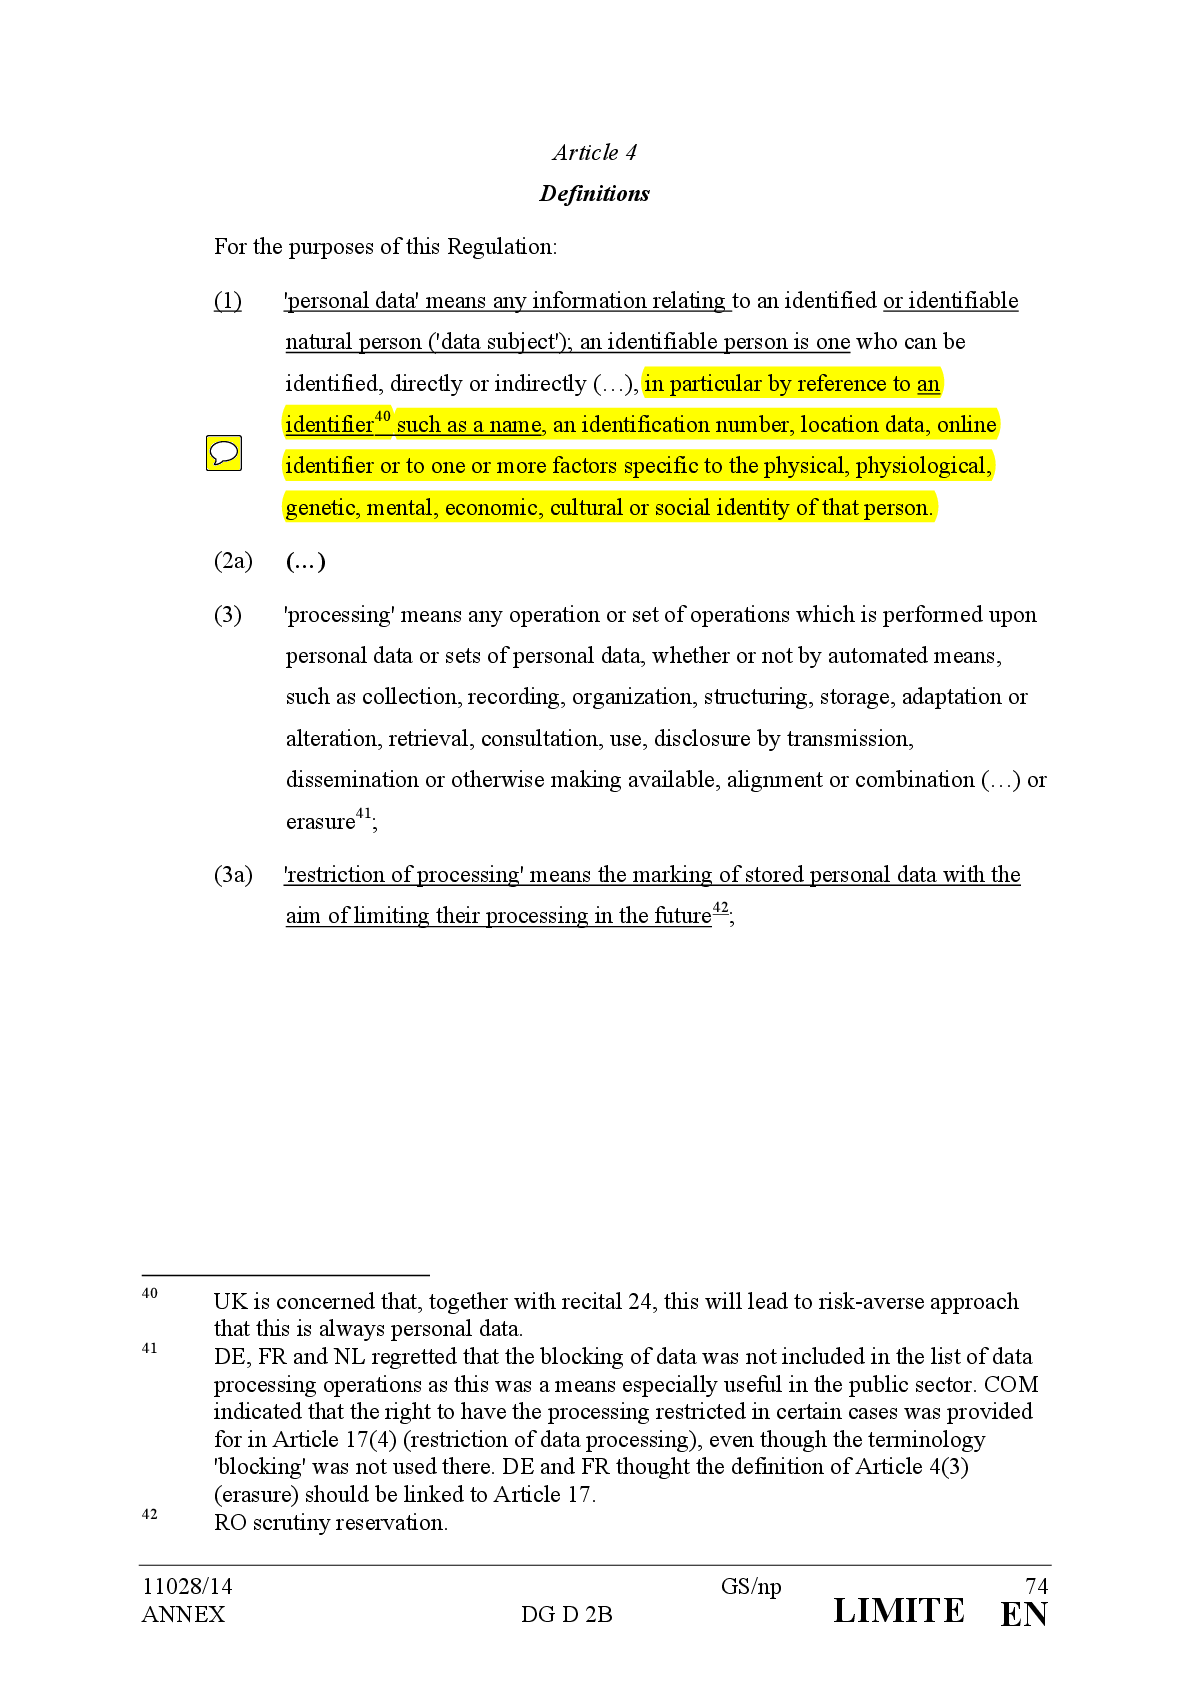 Article 4
Definitions
For the purposes of this Regulation:
(1) 'personal data' means any information relating to an identified or identifiable
natural person ('data subject'); an identifiable person is one who can be
identified, directly or indirectly (…), in particular by reference to an
identifier40 such as a name, an identification number, location data, online
identifier or to one or more factors specific to the physical, physiological,
genetic, mental, economic, cultural or social identity of that person.
(2a) (…)
(3) 'processing' means any operation or set of operations which is performed upon
personal data or sets of personal data, whether or not by automated means,
such as collection, recording, organization, structuring, storage, adaptation or
alteration, retrieval, consultation, use, disclosure by transmission,
dissemination or otherwise making available, alignment or combination (…) or
erasure41;
(3a) 'restriction of processing' means the marking of stored personal data with the
aim of limiting their processing in the future42;
40 UK is concerned that, together with recital 24, this will lead to risk-averse approach
that this is always personal data.
41 DE, FR and NL regretted that the blocking of data was not included in the list of data
processing operations as this was a means especially useful in the public sector. COM
indicated that the right to have the processing restricted in certain cases was provided
for in Article 17(4) (restriction of data processing), even though the terminology
'blocking' was not used there. DE and FR thought the definition of Article 4(3)
(erasure) should be linked to Article 17.
42 RO scrutiny reservation.
11028/14 GS/np 74
ANNEX DG D 2B LIMITE EN